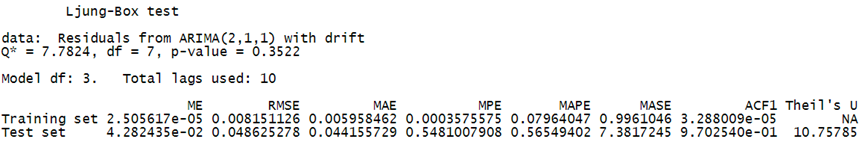 Ljung-Box test
data:  Residuals from ARIMA(2,1,1) with drift
Q* = 7.7824, df = 7, p-value = 0.3522
Model df: 3.   Total lags used: 10
ME RMSE MAE MPE MAPE MASE ACF1 Theil's U
Training set 2.505617e-05 0.008151126 0.005958462 0.0003575575 0.07964047 0.9961046 3.288009e-05 NA
Test set 4.282435e-02 0.048625278 0.044155729 0.5481007908 0.56549402 7.3817245 9.702540e-01 10.75785